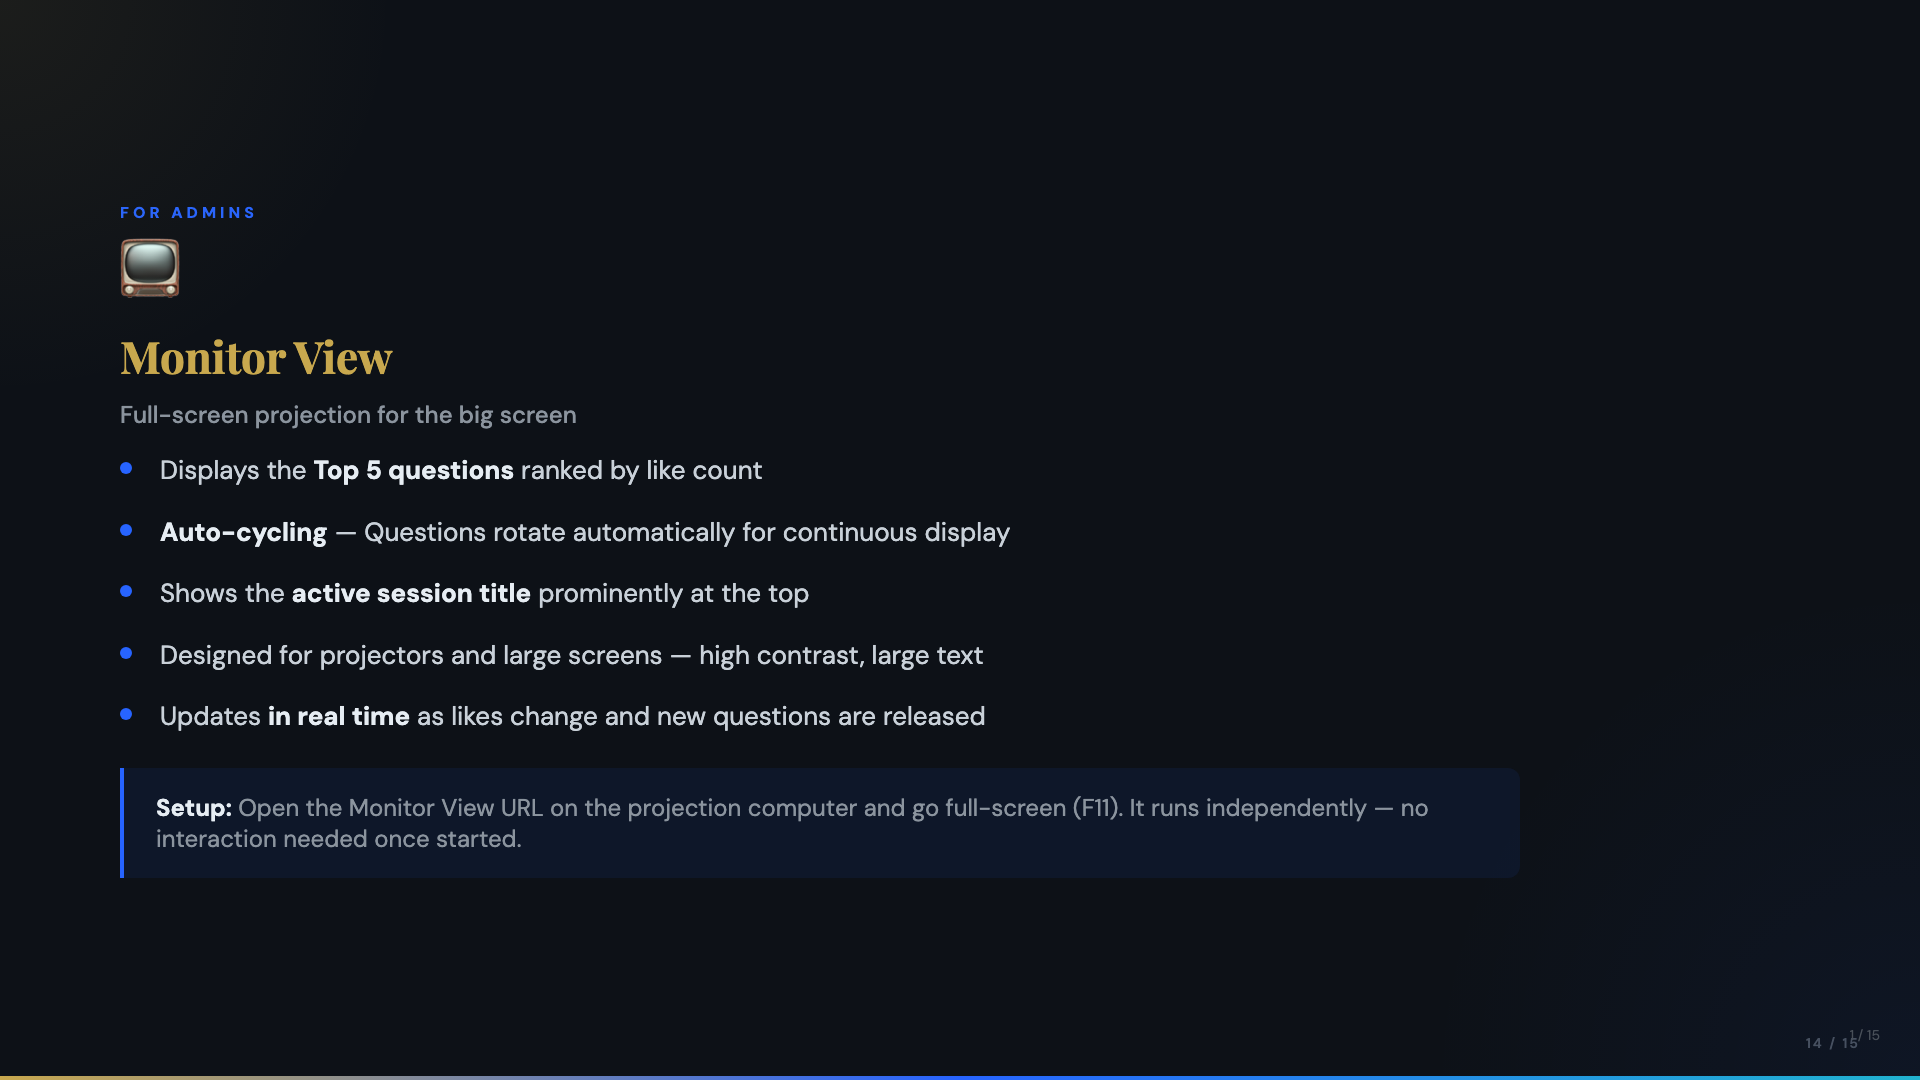 FOR ADMINS
Monitor View
Full-screen projection for the big screen
Displays the Top 5 questions ranked by like count
Auto-cycling — Questions rotate automatically for continuous display
Shows the active session title prominently at the top
Designed for projectors and large screens — high contrast, large text
Updates in real time as likes change and new questions are released
Setup: Open the Monitor View URL on the projection computer and go full-screen (F11). It runs independently — no
interaction needed once started.
1 / 15
14 / 15